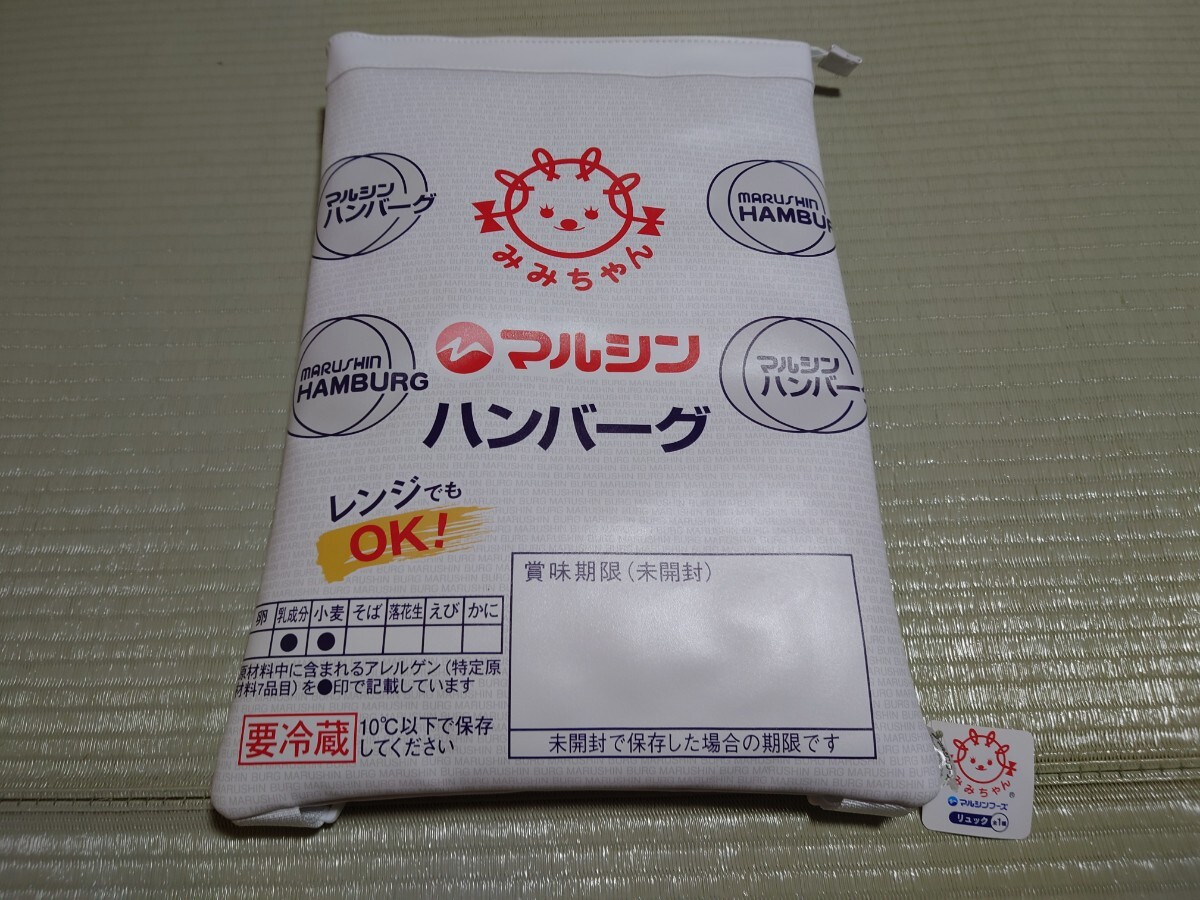 みみちゃん
マルシン
ハンバーグ
MARUSHIN
HAMBUR
MARUSHIN
HAMBURG
マルシン
ハンバー
マルシン
ハンバーグ
レンジでも
OK!
賞味期限(未開封)
卵 乳成分 小麦 そば 落花生 えび かに
● ●
原材料中に含まれるアレルゲン(特定原
材料7品目)を●印で記載しています
要冷蔵
10℃以下で保存
してください
未開封で保存した場合の期限です
みみちゃん
®
マルシンフーズ
リュック 全1種